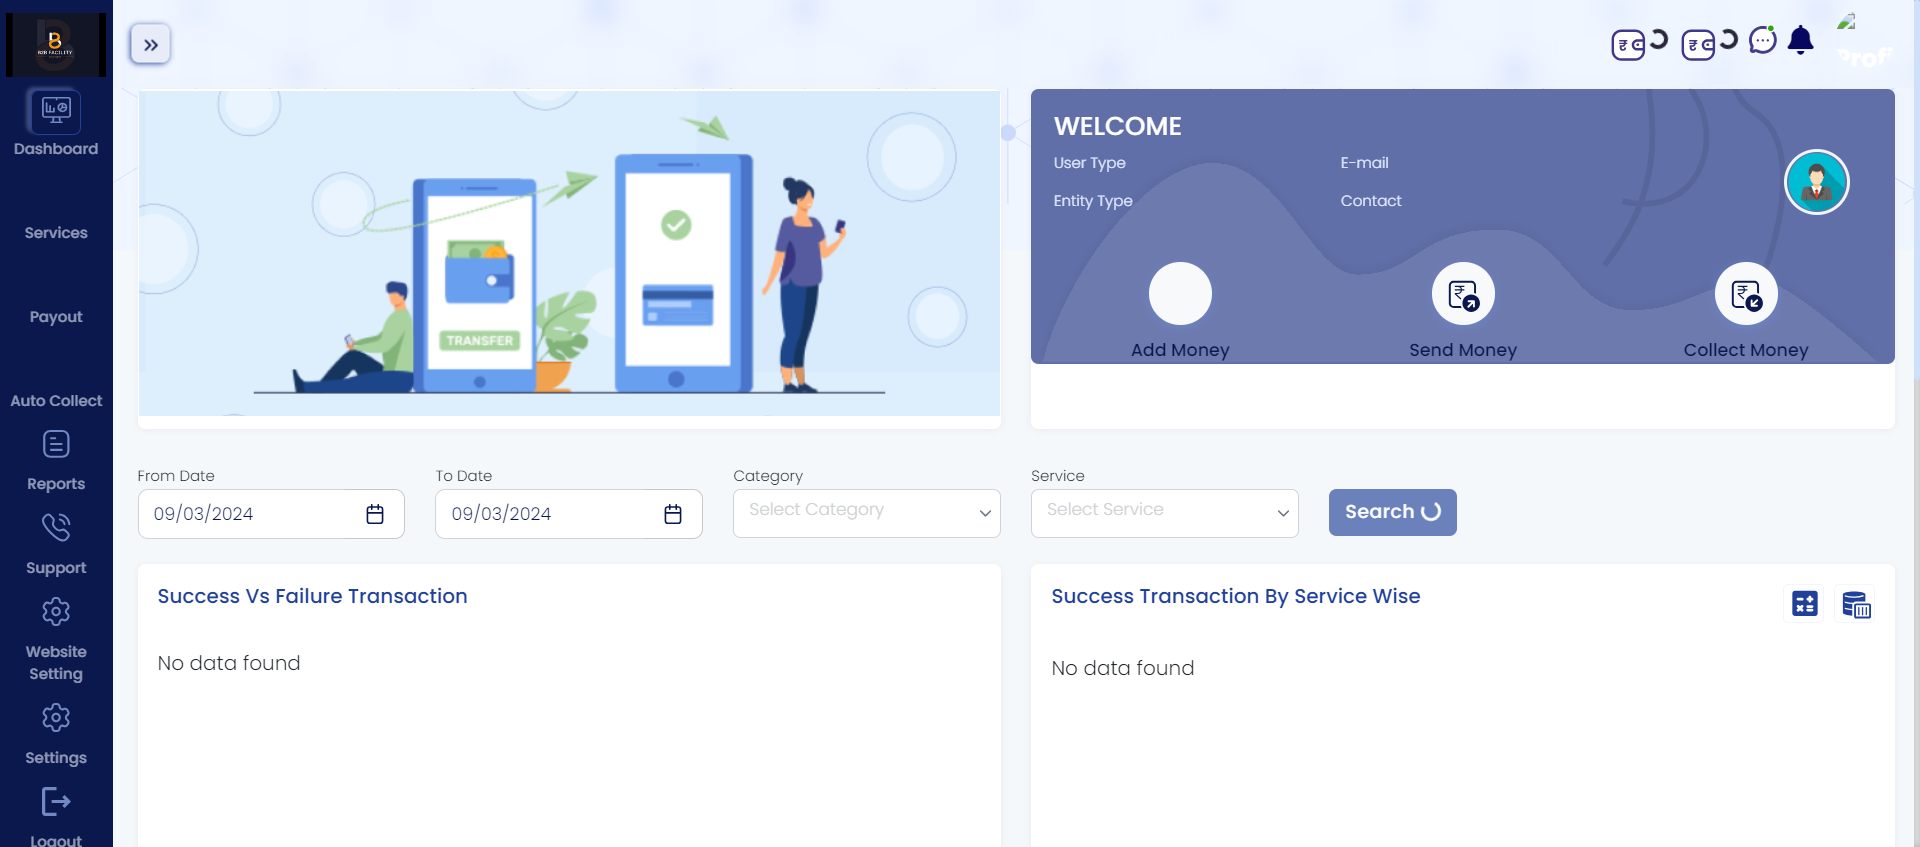 B2B FACILITY
Dashboard
Services
Payout
Auto Collect
Reports
Support
Website
Setting
Settings
Logout
TRANSFER
WELCOME
User Type
E-mail
Entity Type
Contact
Add Money
Send Money
Collect Money
From Date
09/03/2024
To Date
09/03/2024
Category
Select Category
Service
Select Service
Search
Success Vs Failure Transaction
No data found
Success Transaction By Service Wise
No data found